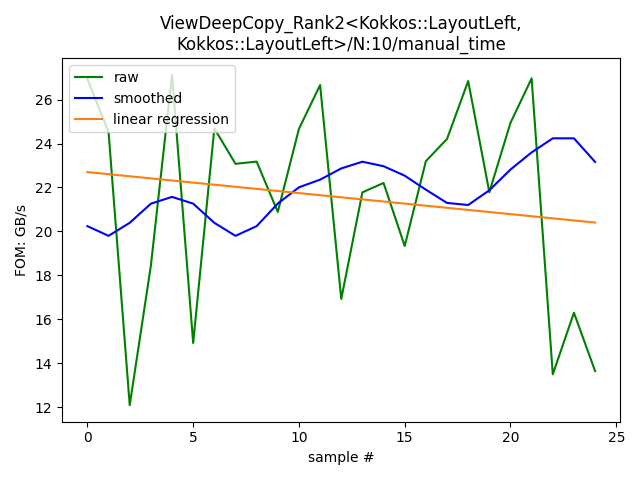 ViewDeepCopy_Rank2<Kokkos::LayoutLeft,
Kokkos::LayoutLeft>/N:10/manual_time
raw
smoothed
linear regression
FOM: GB/s
26
24
22
20
18
16
14
12
0
5
10
15
20
25
sample #